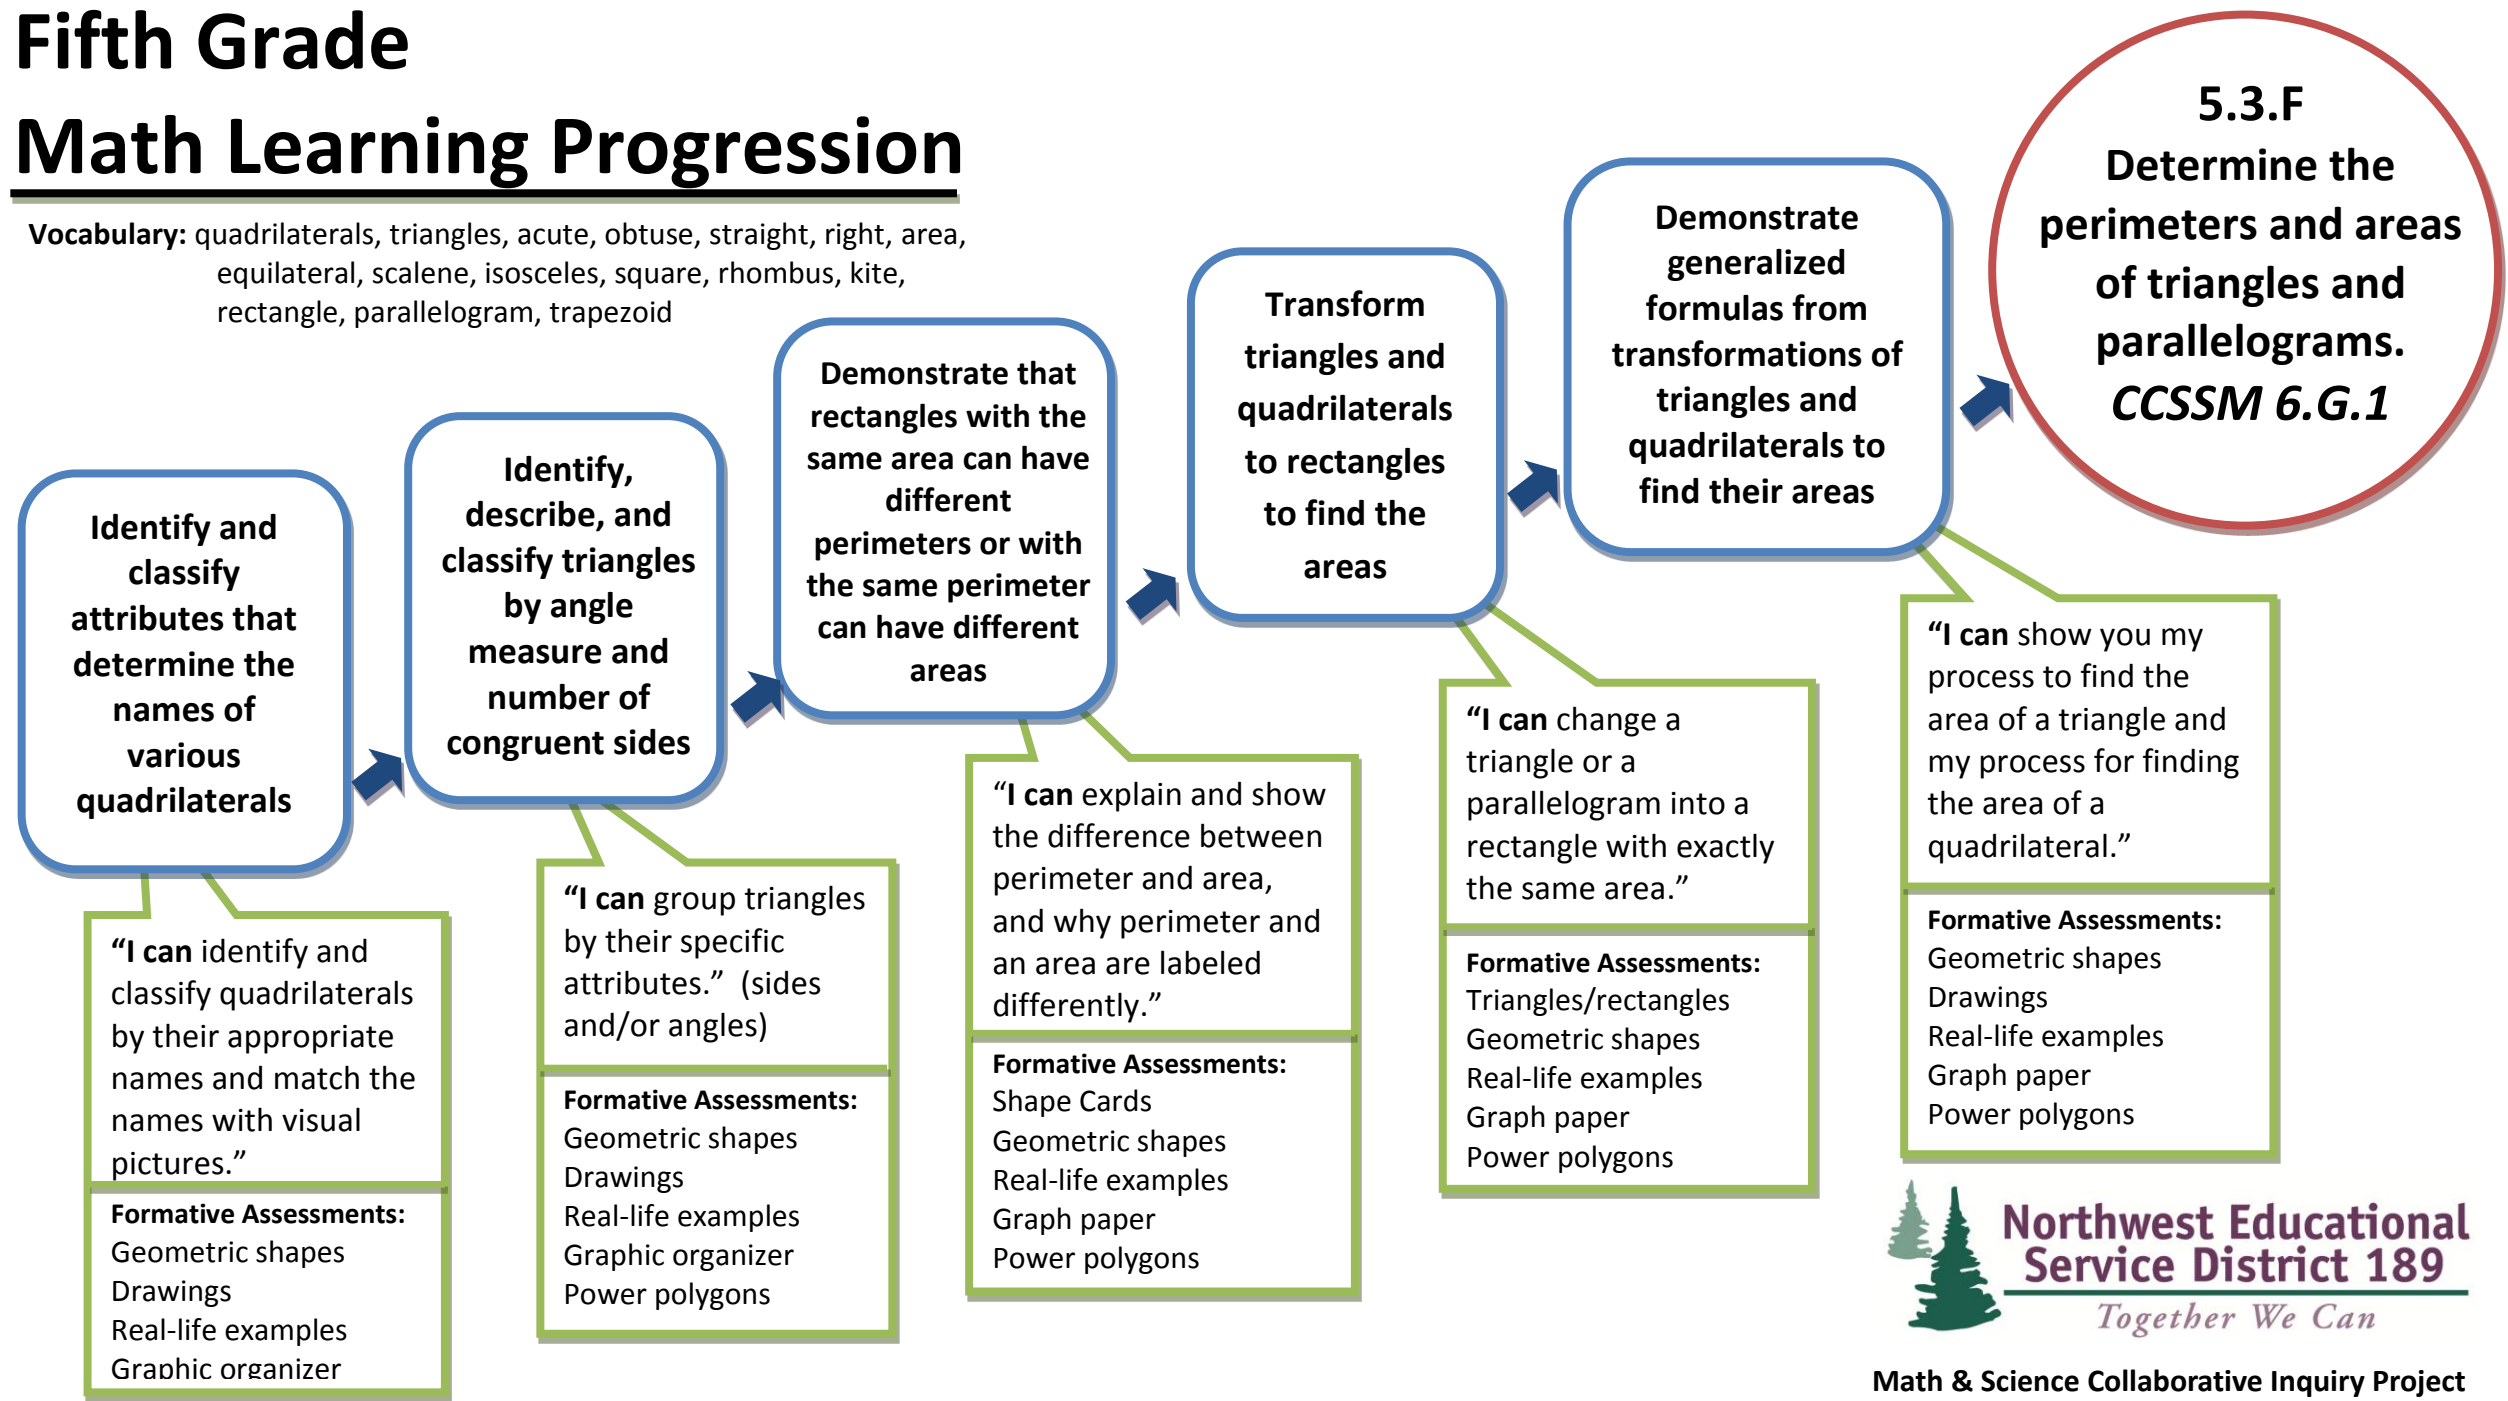 Fifth Grade
Math Learning Progression
Vocabulary: quadrilaterals, triangles, acute, obtuse, straight, right, area,
equilateral, scalene, isosceles, square, rhombus, kite,
rectangle, parallelogram, trapezoid
Identify and
classify
attributes that
determine the
names of
various
quadrilaterals
“I can identify and
classify quadrilaterals
by their appropriate
names and match the
names with visual
pictures.”
Formative Assessments:
Geometric shapes
Drawings
Real-life examples
Graphic organizer
Identify,
describe, and
classify triangles
by angle
measure and
number of
congruent sides
“I can group triangles
by their specific
attributes.” (sides
and/or angles)
Formative Assessments:
Geometric shapes
Drawings
Real-life examples
Graphic organizer
Power polygons
Demonstrate that
rectangles with the
same area can have
different
perimeters or with
the same perimeter
can have different
areas
“I can explain and show
the difference between
perimeter and area,
and why perimeter and
an area are labeled
differently.”
Formative Assessments:
Shape Cards
Geometric shapes
Real-life examples
Graph paper
Power polygons
Transform
triangles and
quadrilaterals
to rectangles
to find the
areas
“I can change a
triangle or a
parallelogram into a
rectangle with exactly
the same area.”
Formative Assessments:
Triangles/rectangles
Geometric shapes
Real-life examples
Graph paper
Power polygons
Demonstrate
generalized
formulas from
transformations of
triangles and
quadrilaterals to
find their areas
“I can show you my
process to find the
area of a triangle and
my process for finding
the area of a
quadrilateral.”
Formative Assessments:
Geometric shapes
Drawings
Real-life examples
Graph paper
Power polygons
5.3.F
Determine the
perimeters and areas
of triangles and
parallelograms.
CCSSM 6.G.1
Northwest Educational
Service District 189
Together We Can
Math & Science Collaborative Inquiry Project